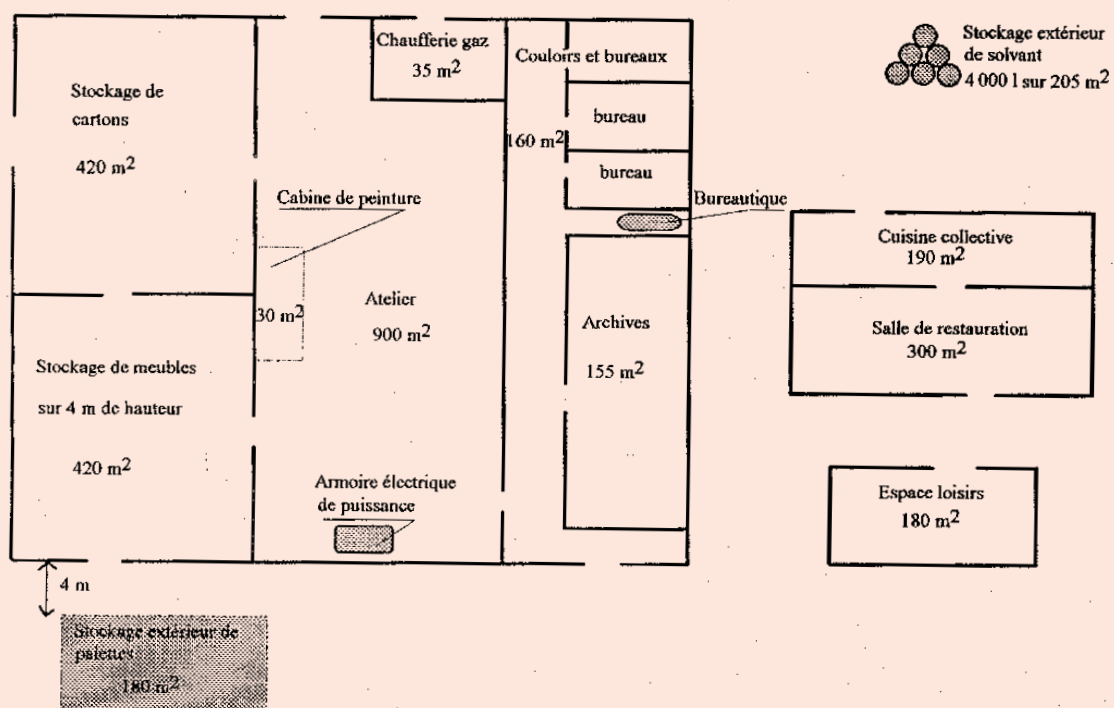 Chaufferie gaz
35 m²
Couloirs et bureaux
Stockage extérieur
de solvant
4 000 l sur 205 m²
Stockage de
cartons
420 m²
bureau
160 m²
bureau
Cabine de peinture
Bureautique
Cuisine collective
190 m²
30 m²
Atelier
900 m²
Archives
155 m²
Salle de restauration
300 m²
Stockage de meubles
sur 4 m de hauteur
420 m²
Armoire électrique
de puissance
Espace loisirs
180 m²
4 m
Stockage extérieur de
palettes
180 m²